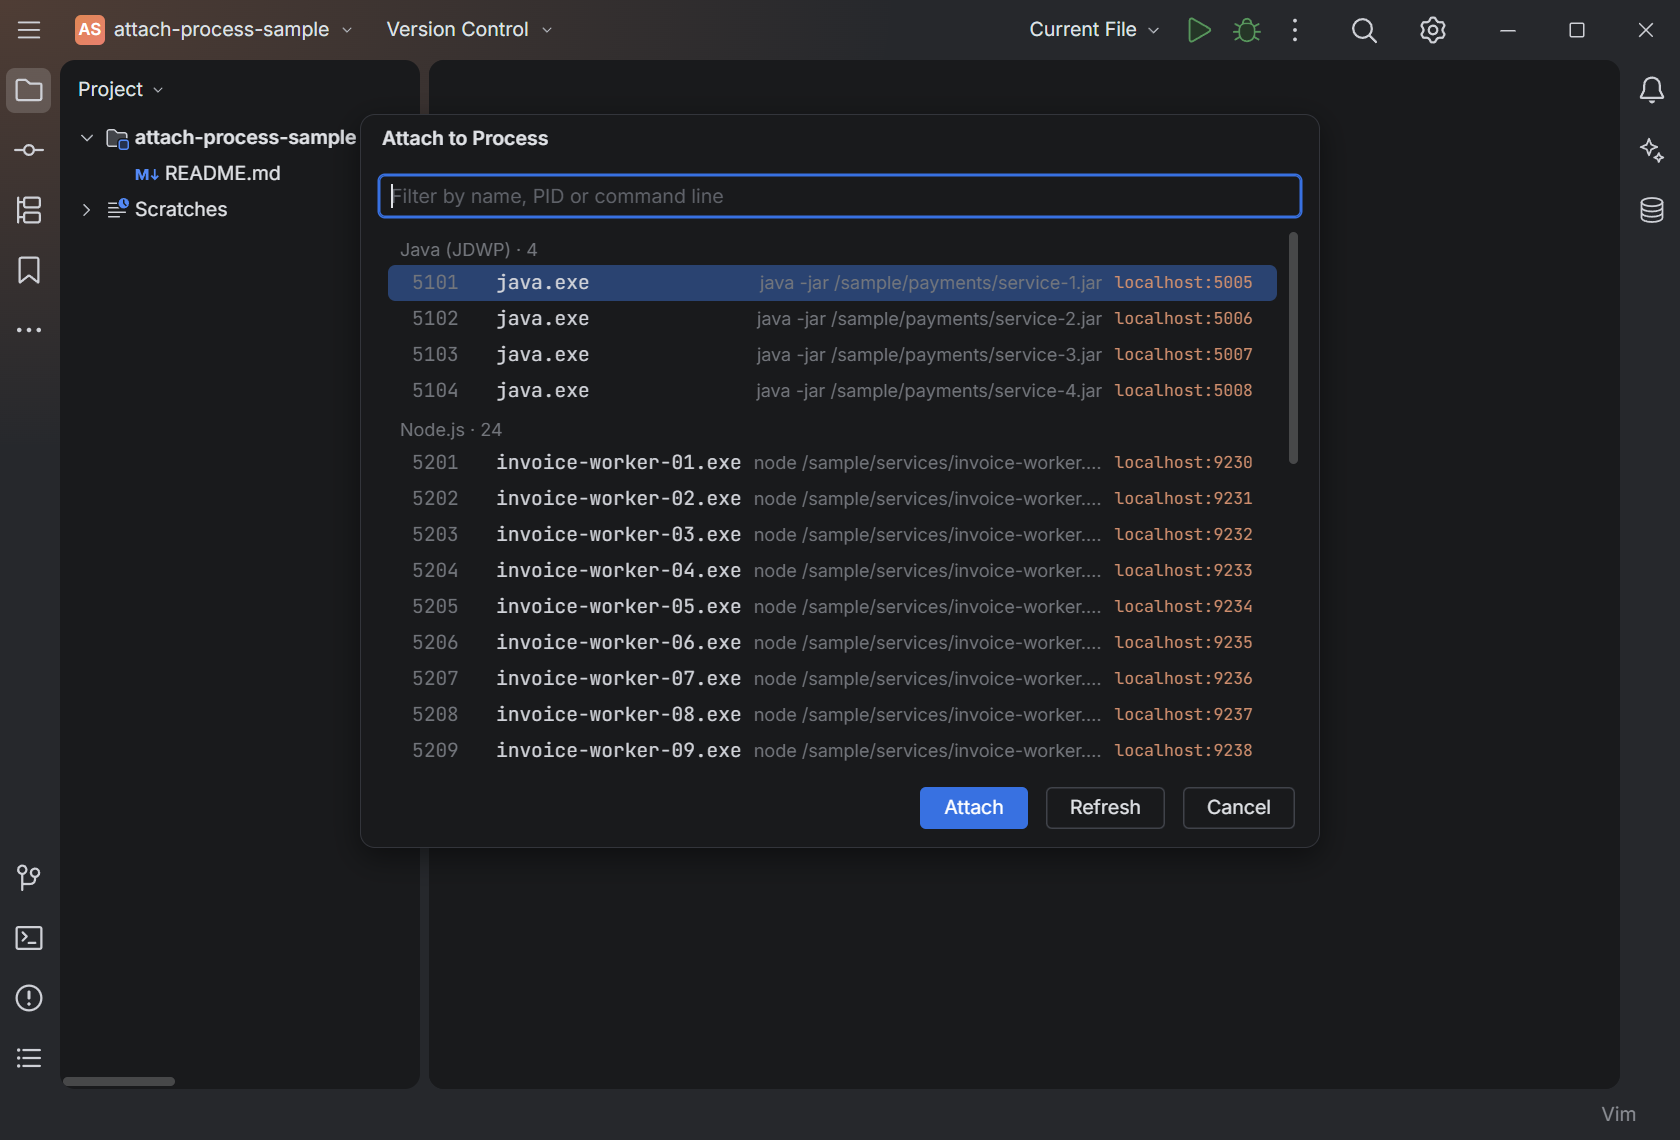 AS attach-process-sample Version Control Current File
Project
attach-process-sample
M↓ README.md
Scratches
Attach to Process
Filter by name, PID or command line
Java (JDWP) · 4
5101 java.exe java -jar /sample/payments/service-1.jar localhost:5005
5102 java.exe java -jar /sample/payments/service-2.jar localhost:5006
5103 java.exe java -jar /sample/payments/service-3.jar localhost:5007
5104 java.exe java -jar /sample/payments/service-4.jar localhost:5008
Node.js · 24
5201 invoice-worker-01.exe node /sample/services/invoice-worker.... localhost:9230
5202 invoice-worker-02.exe node /sample/services/invoice-worker.... localhost:9231
5203 invoice-worker-03.exe node /sample/services/invoice-worker.... localhost:9232
5204 invoice-worker-04.exe node /sample/services/invoice-worker.... localhost:9233
5205 invoice-worker-05.exe node /sample/services/invoice-worker.... localhost:9234
5206 invoice-worker-06.exe node /sample/services/invoice-worker.... localhost:9235
5207 invoice-worker-07.exe node /sample/services/invoice-worker.... localhost:9236
5208 invoice-worker-08.exe node /sample/services/invoice-worker.... localhost:9237
5209 invoice-worker-09.exe node /sample/services/invoice-worker.... localhost:9238
Attach Refresh Cancel
Vim